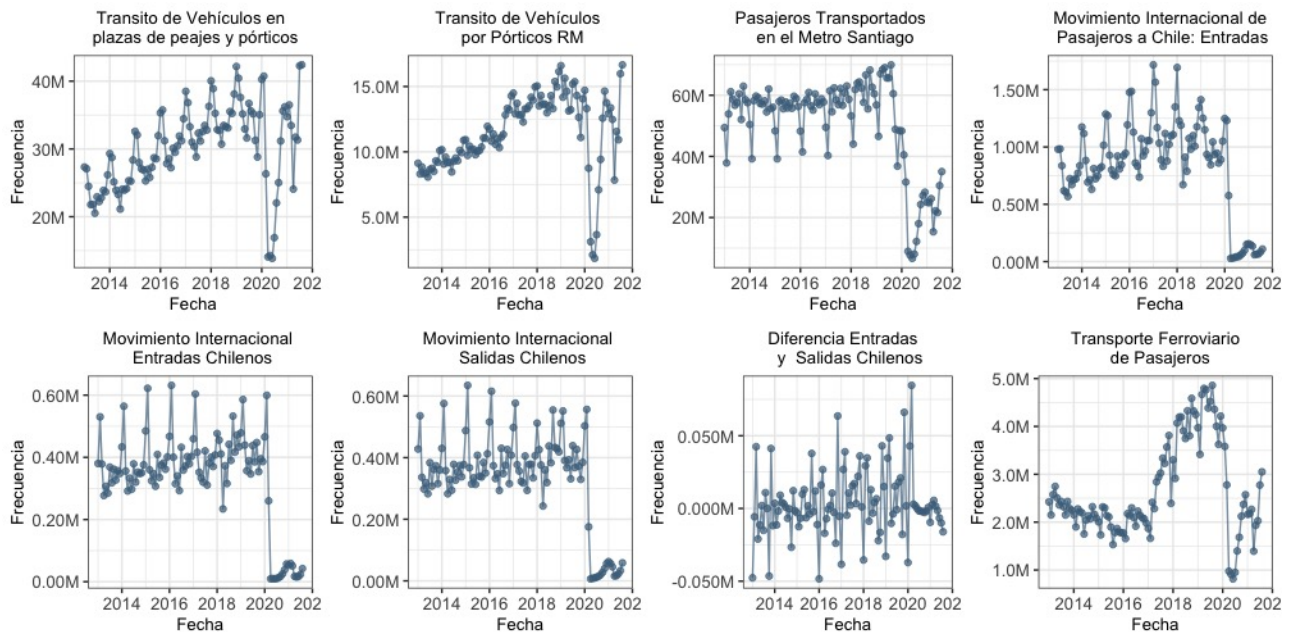 Transito de Vehículos en
plazas de peajes y pórticos
Frecuencia
40M
30M
20M
2014 2016 2018 2020 202
Fecha
Transito de Vehículos
por Pórticos RM
Frecuencia
15.0M
10.0M
5.0M
2014 2016 2018 2020 202
Fecha
Pasajeros Transportados
en el Metro Santiago
Frecuencia
60M
40M
20M
2014 2016 2018 2020 202
Fecha
Movimiento Internacional de
Pasajeros a Chile: Entradas
Frecuencia
1.50M
1.00M
0.50M
0.00M
2014 2016 2018 2020 202
Fecha
Movimiento Internacional
Entradas Chilenos
Frecuencia
0.60M
0.40M
0.20M
0.00M
2014 2016 2018 2020 202
Fecha
Movimiento Internacional
Salidas Chilenos
Frecuencia
0.60M
0.40M
0.20M
0.00M
2014 2016 2018 2020 202
Fecha
Diferencia Entradas
y Salidas Chilenos
Frecuencia
0.050M
0.000M
-0.050M
2014 2016 2018 2020 202
Fecha
Transporte Ferroviario
de Pasajeros
Frecuencia
5.0M
4.0M
3.0M
2.0M
1.0M
2014 2016 2018 2020 202
Fecha